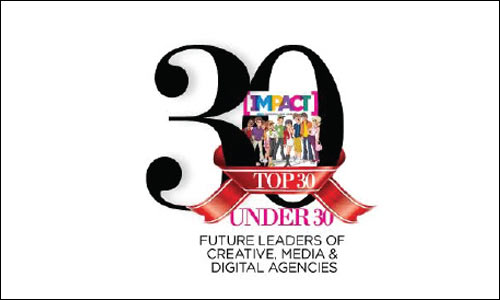 30
[IMPACT]
TOP 30
UNDER 30
FUTURE LEADERS OF
CREATIVE, MEDIA &
DIGITAL AGENCIES